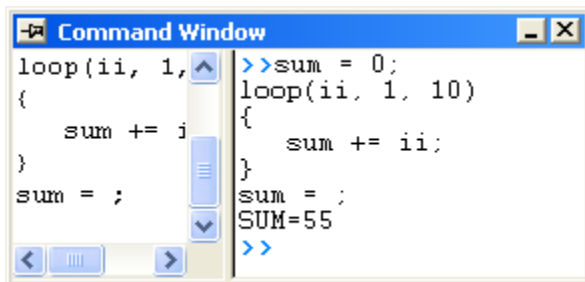 Command Window
loop(ii, 1,
{
sum += i
}
sum = ;
>>sum = 0;
loop(ii, 1, 10)
{
sum += ii;
}
sum = ;
SUM=55
>>